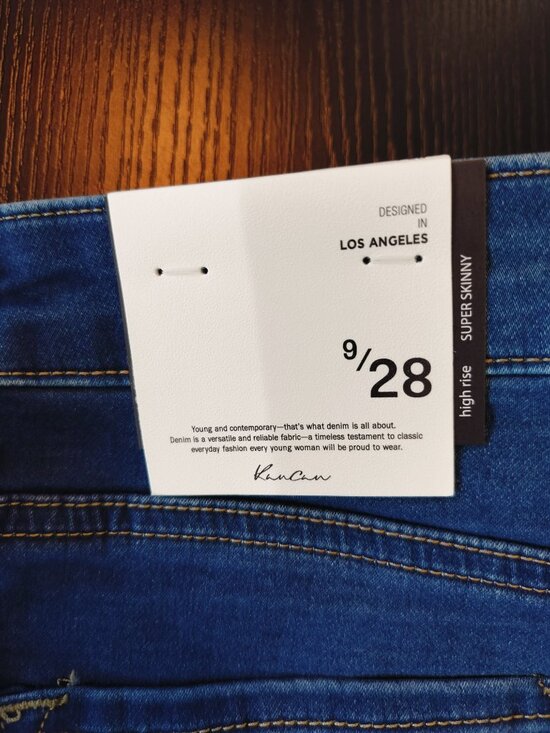 DESIGNED
IN
LOS ANGELES
9/28
Young and contemporary—that's what denim is all about.
Denim is a versatile and reliable fabric—a timeless testament to classic
everyday fashion every young woman will be proud to wear.
KanCan
high rise SUPER SKINNY